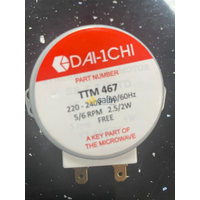 DAI-ICHI
PART NUMBER
TTM 467
220 - 240V 50/60Hz
5/6 RPM 2.5/2W
FREE
A KEY PART OF
THE MICROWAVE